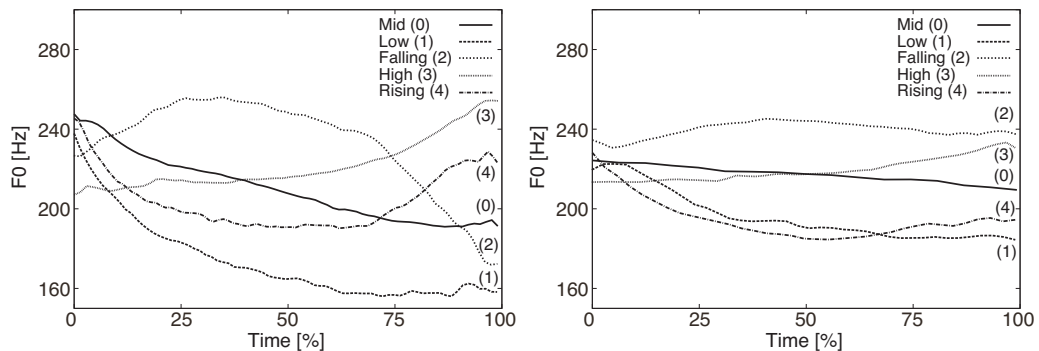 F0 [Hz]
280
240
200
160
0
25
50
75
100
Time [%]
Mid (0)
Low (1)
Falling (2)
High (3)
Rising (4)
(3)
(4)
(0)
(2)
(1)
F0 [Hz]
280
240
200
160
0
25
50
75
100
Time [%]
Mid (0)
Low (1)
Falling (2)
High (3)
Rising (4)
(2)
(3)
(0)
(4)
(1)